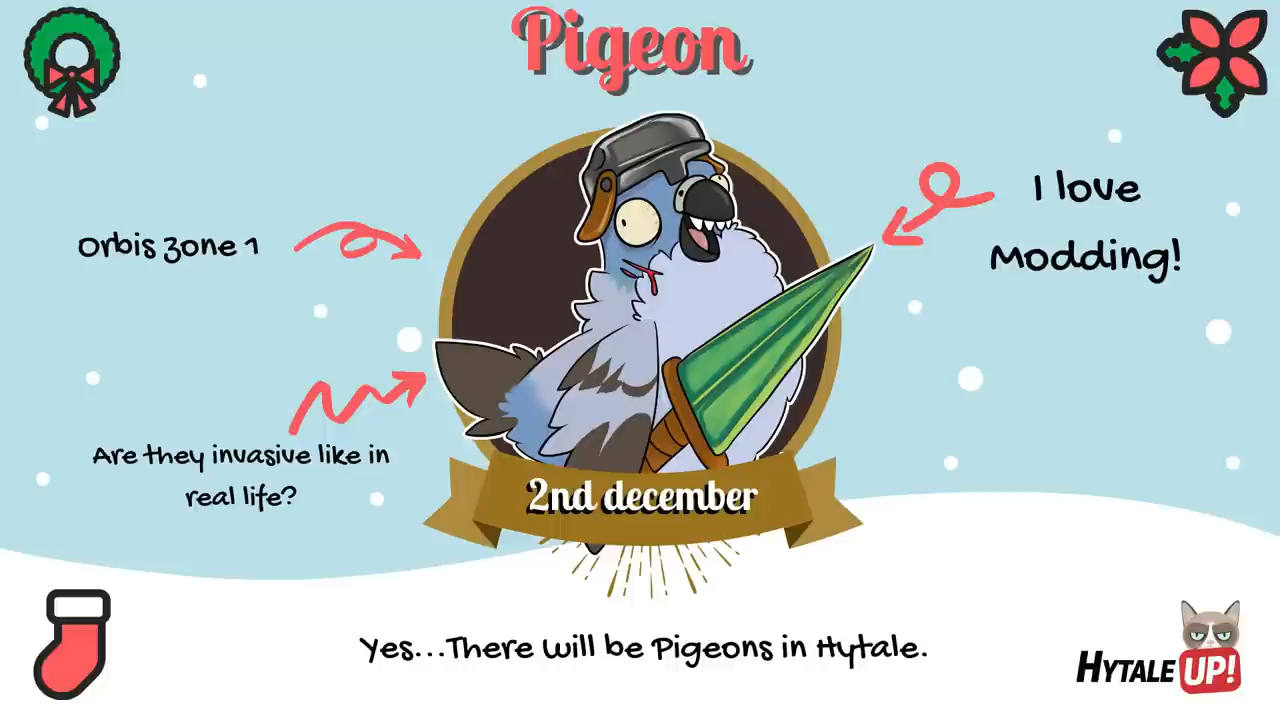 Pigeon
Orbis Zone 1
I love
Modding!
Are they invasive like in
real life?
2nd december
Yes...There will be Pigeons in Hytale.
HYTALE UP!